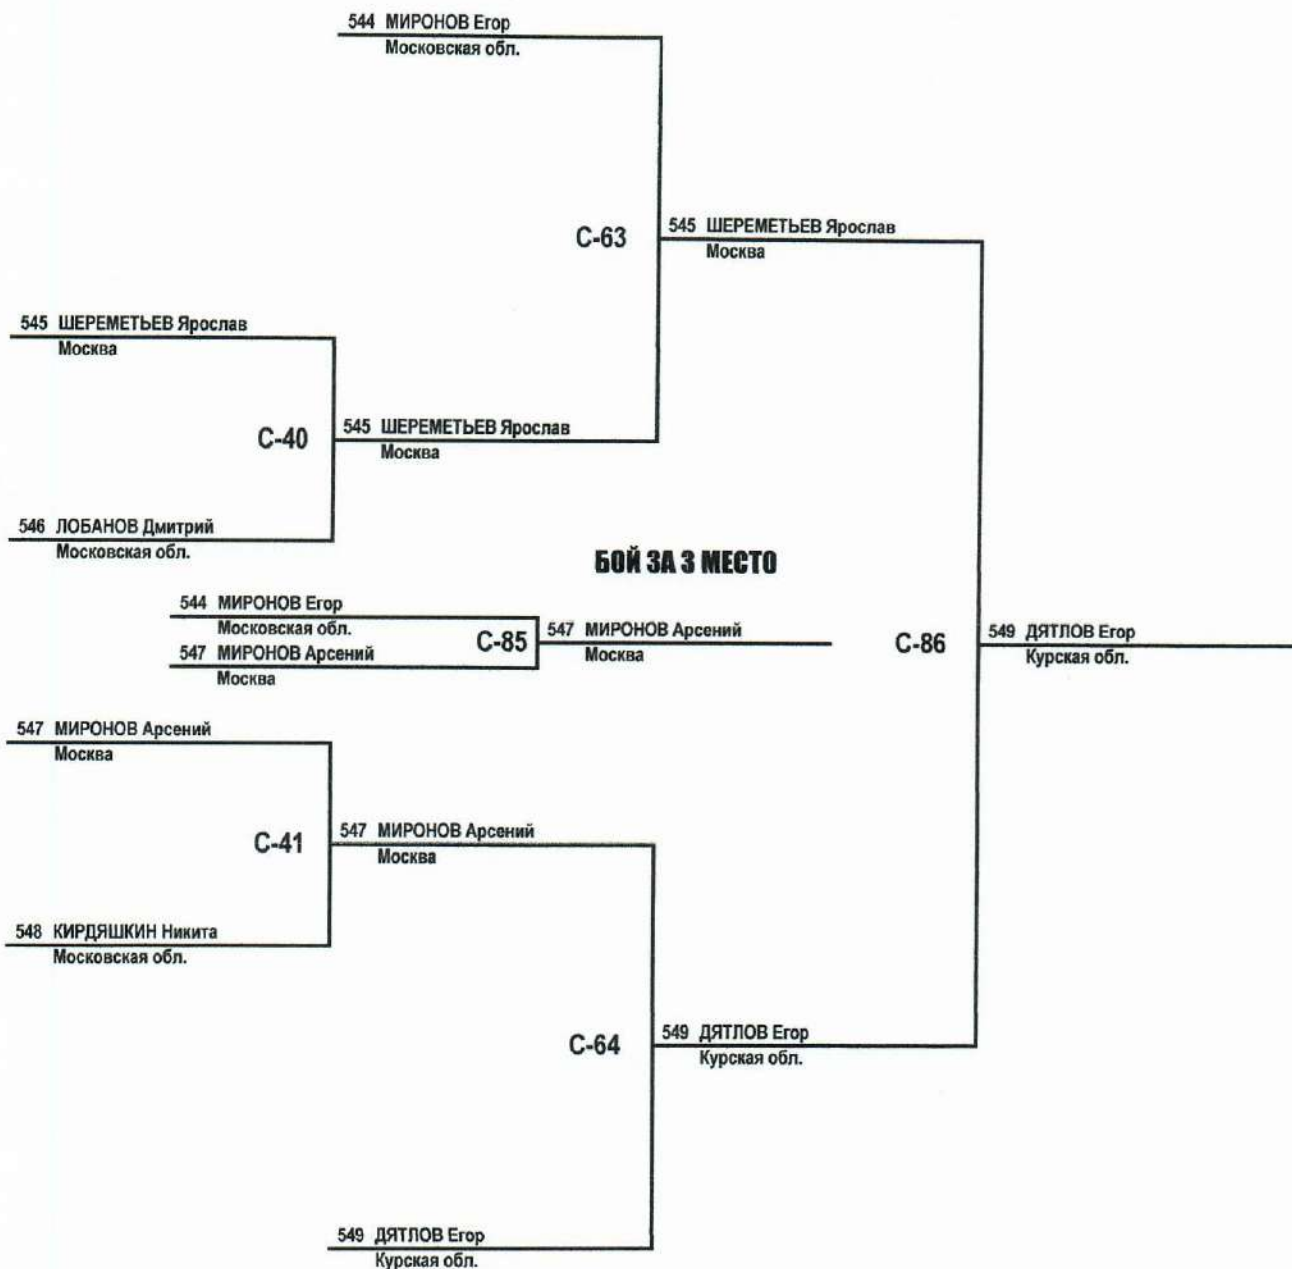 544 МИРОНОВ Егор
Московская обл.
С-63
545 ШЕРЕМЕТЬЕВ Ярослав
Москва
545 ШЕРЕМЕТЬЕВ Ярослав
Москва
С-40
545 ШЕРЕМЕТЬЕВ Ярослав
Москва
546 ЛОБАНОВ Дмитрий
Московская обл.
БОЙ ЗА 3 МЕСТО
544 МИРОНОВ Егор
Московская обл.
С-85
547 МИРОНОВ Арсений
Москва
547 МИРОНОВ Арсений
Москва
С-86
549 ДЯТЛОВ Егор
Курская обл.
547 МИРОНОВ Арсений
Москва
С-41
547 МИРОНОВ Арсений
Москва
548 КИРДЯШКИН Никита
Московская обл.
С-64
549 ДЯТЛОВ Егор
Курская обл.
549 ДЯТЛОВ Егор
Курская обл.